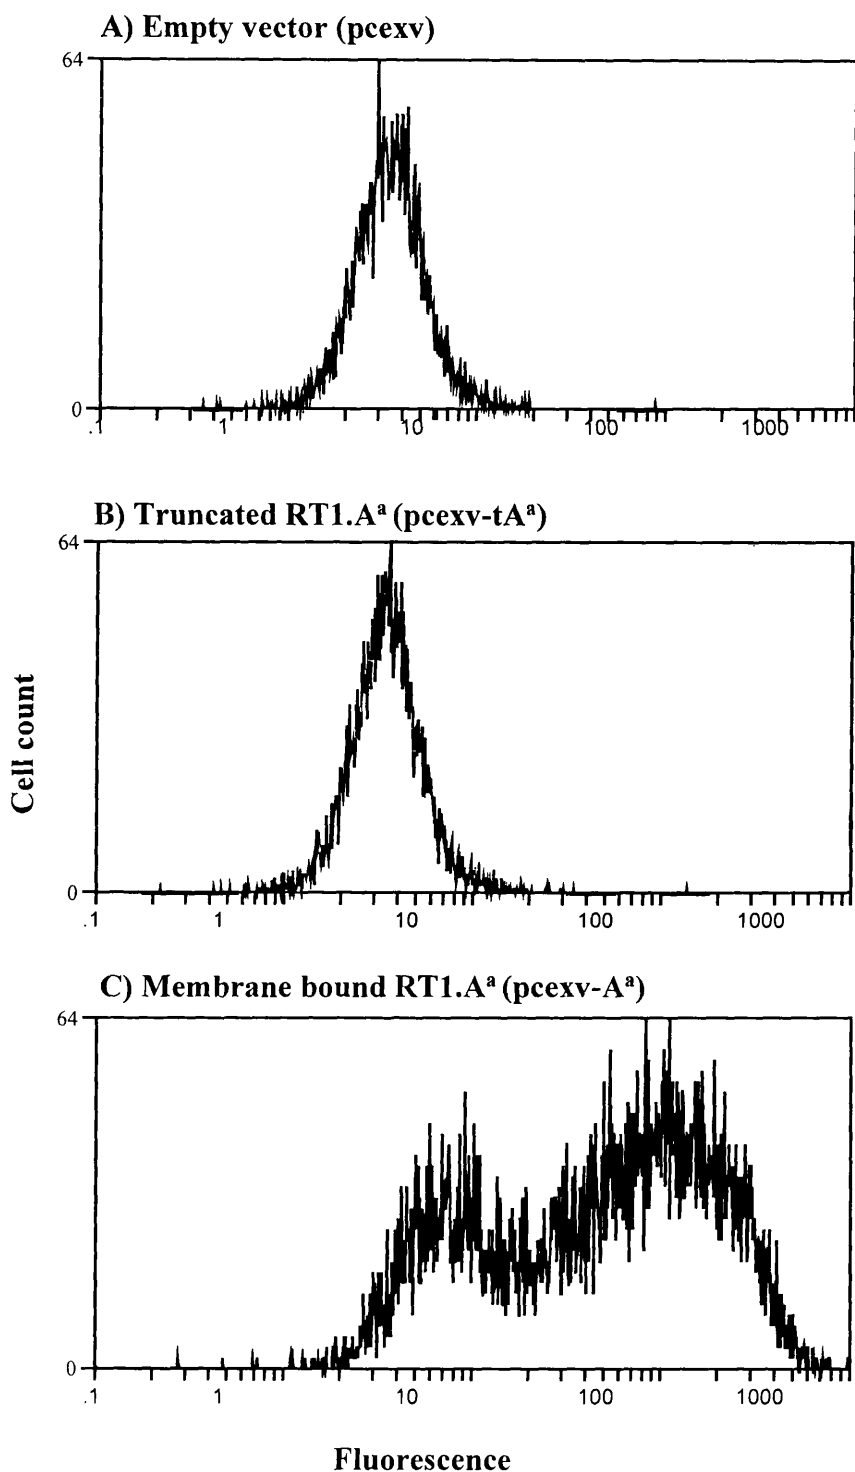 A) Empty vector (pcexv)
64
0
.1 1 10 100 1000
B) Truncated RT1.Aª (pcexv-tAª)
64
0
.1 1 10 100 1000
Cell count
C) Membrane bound RT1.Aª (pcexv-Aª)
64
0
.1 1 10 100 1000
Fluorescence